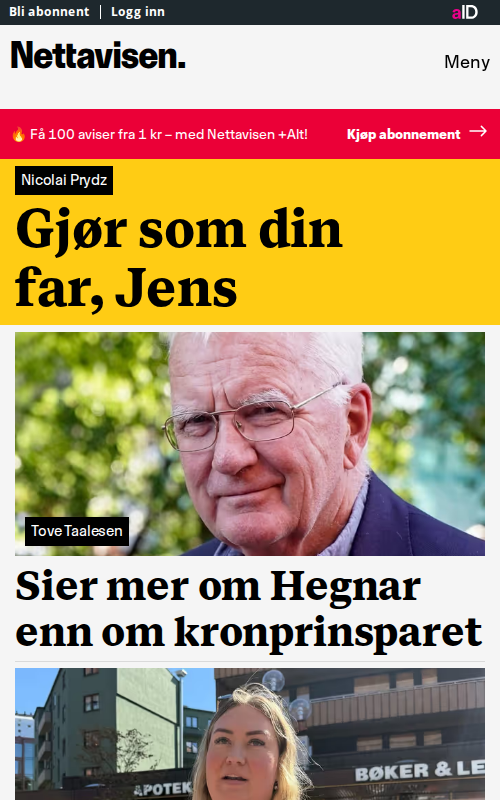 Bli abonnent
Logg inn
aID
Nettavisen.
Meny
🔥 Få 100 aviser fra 1 kr – med Nettavisen +Alt!
Kjøp abonnement →
Nicolai Prydz
Gjør som din
far, Jens
Tove Taalesen
Sier mer om Hegnar
enn om kronprinsparet
APOTEK
BØKER & LE